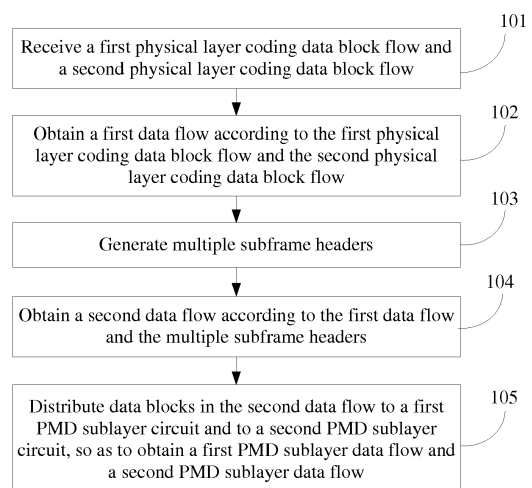 101
Receive a first physical layer coding data block flow and
a second physical layer coding data block flow
102
Obtain a first data flow according to the first physical
layer coding data block flow and the second physical
layer coding data block flow
103
Generate multiple subframe headers
104
Obtain a second data flow according to the first data flow
and the multiple subframe headers
105
Distribute data blocks in the second data flow to a first
PMD sublayer circuit and to a second PMD sublayer
circuit, so as to obtain a first PMD sublayer data flow and
a second PMD sublayer data flow